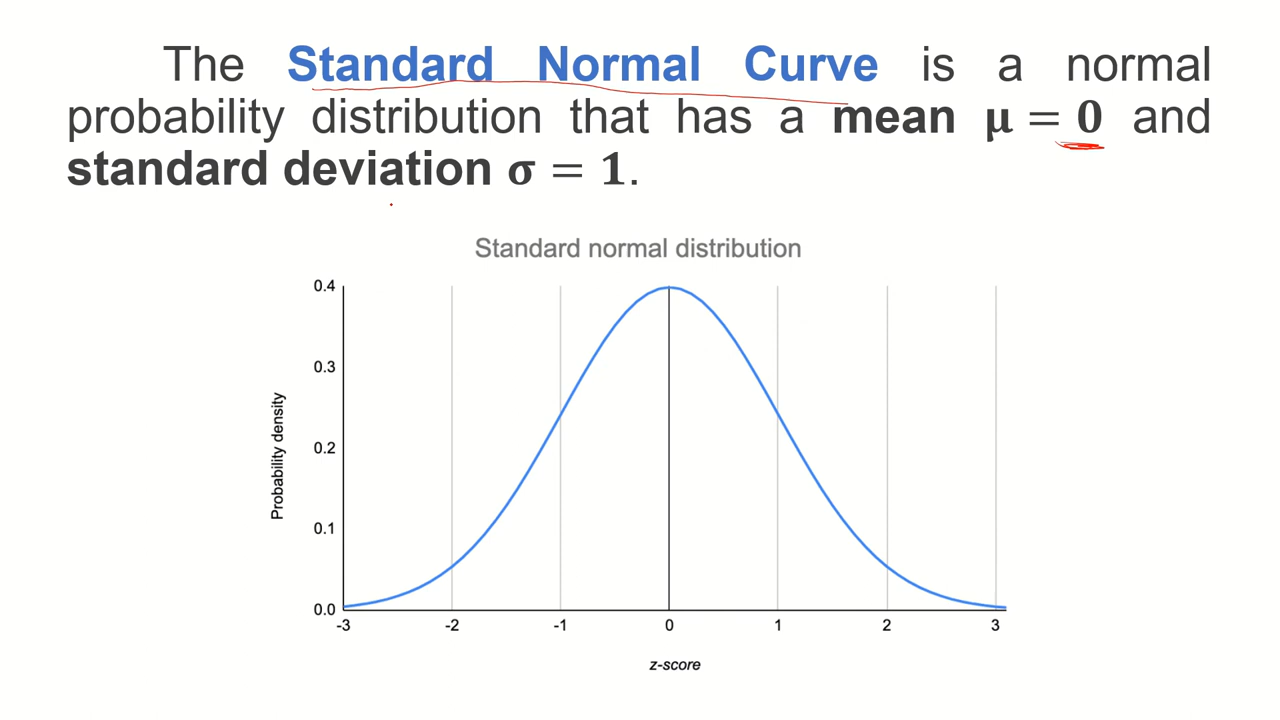 The Standard Normal Curve is a normal
probability distribution that has a mean μ = 0 and
standard deviation σ = 1.
Standard normal distribution
0.4
0.3
0.2
0.1
0.0
Probability density
-3 -2 -1 0 1 2 3
z-score